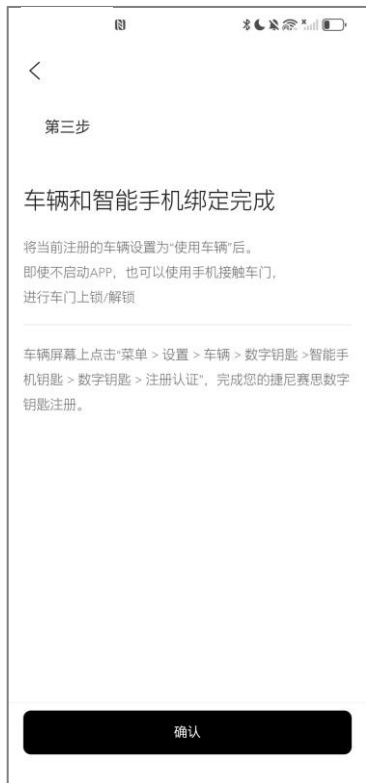 第三步
车辆和智能手机绑定完成
将当前注册的车辆设置为“使用车辆”后。
即使不启动APP，也可以使用手机接触车门，
进行车门上锁/解锁
车辆屏幕上点击“菜单 > 设置 > 车辆 > 数字钥匙 >智能手
机钥匙 > 数字钥匙 > 注册认证”，完成您的捷尼赛思数字
钥匙注册。
确认